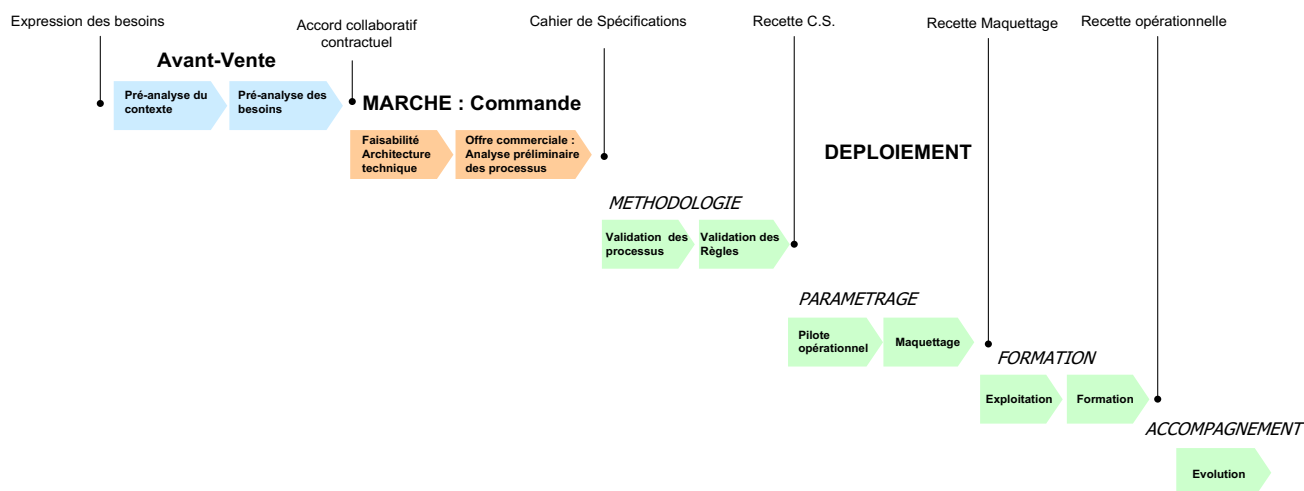 Expression des besoins
Accord collaboratif
contractuel
Cahier de Spécifications
Recette C.S.
Recette Maquettage
Recette opérationnelle
Avant-Vente
Pré-analyse du
contexte
Pré-analyse des
besoins
MARCHE : Commande
Faisabilité
Architecture
technique
Offre commerciale :
Analyse préliminaire
des processus
DEPLOIEMENT
METHODOLOGIE
Validation des
processus
Validation des
Règles
PARAMETRAGE
Pilote
opérationnel
Maquettage
FORMATION
Exploitation
Formation
ACCOMPAGNEMENT
Evolution